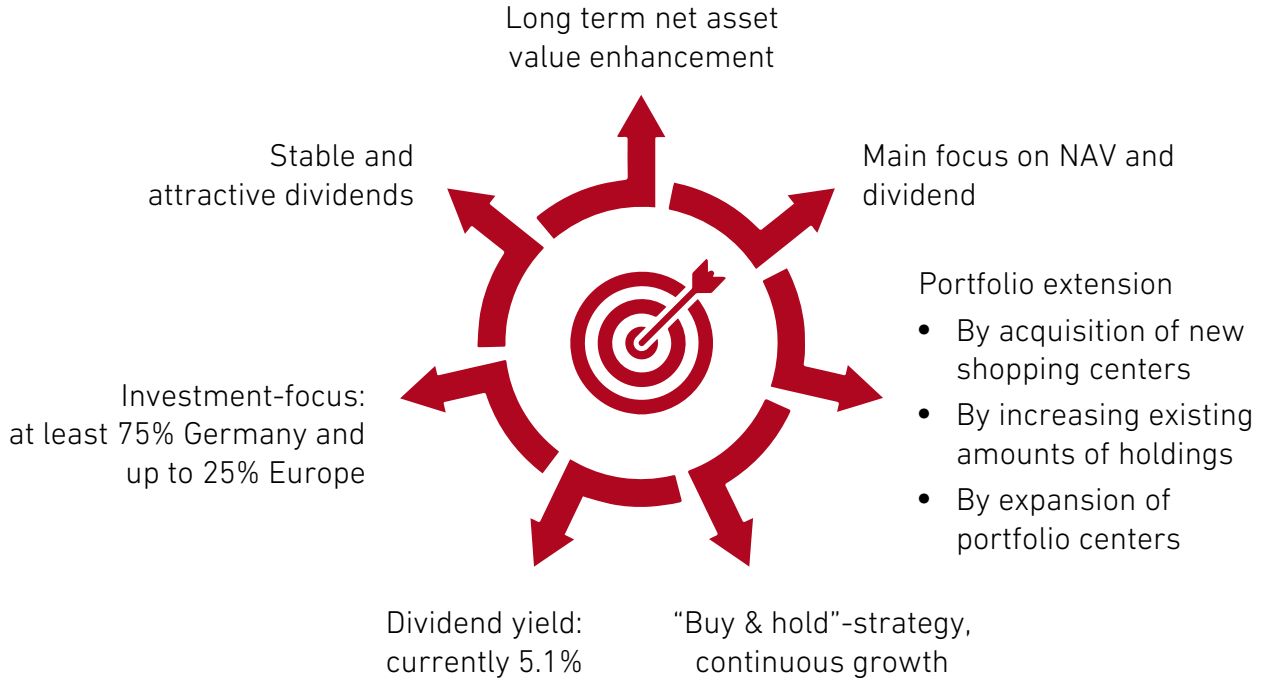 Long term net asset
value enhancement
Stable and
attractive dividends
Main focus on NAV and
dividend
Portfolio extension
• By acquisition of new
shopping centers
• By increasing existing
amounts of holdings
• By expansion of
portfolio centers
Investment-focus:
at least 75% Germany and
up to 25% Europe
Dividend yield:
currently 5.1%
“Buy & hold”-strategy,
continuous growth